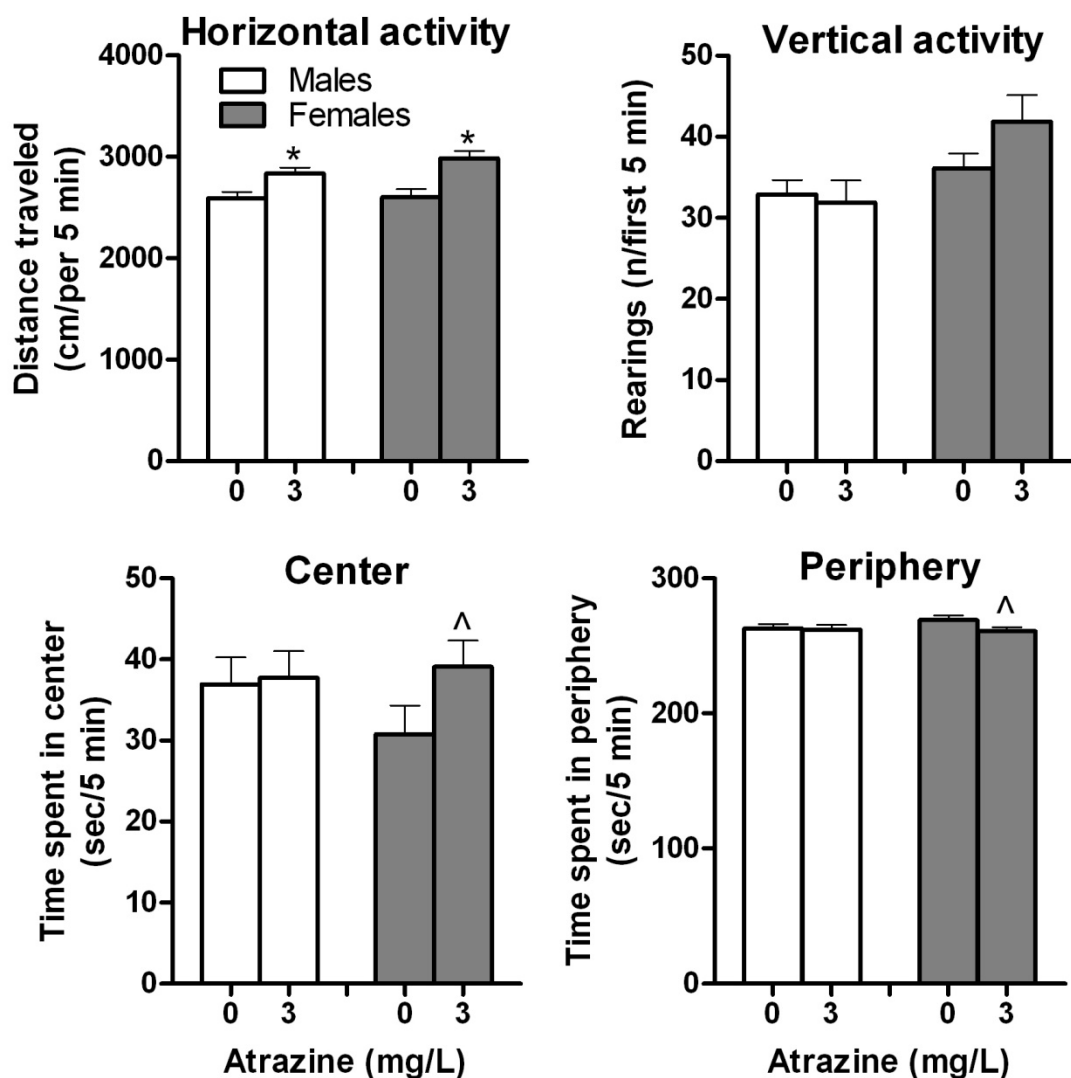 Horizontal activity
4000
3000
2000
1000
0
Distance traveled
(cm/per 5 min)
Males
Females
*
*
0 3 0 3
Vertical activity
50
40
30
20
10
0
Rearings (n/first 5 min)
0 3 0 3
Center
50
40
30
20
10
0
Time spent in center
(sec/5 min)
^
0 3 0 3
Atrazine (mg/L)
Periphery
300
200
100
0
Time spent in periphery
(sec/5 min)
^
0 3 0 3
Atrazine (mg/L)